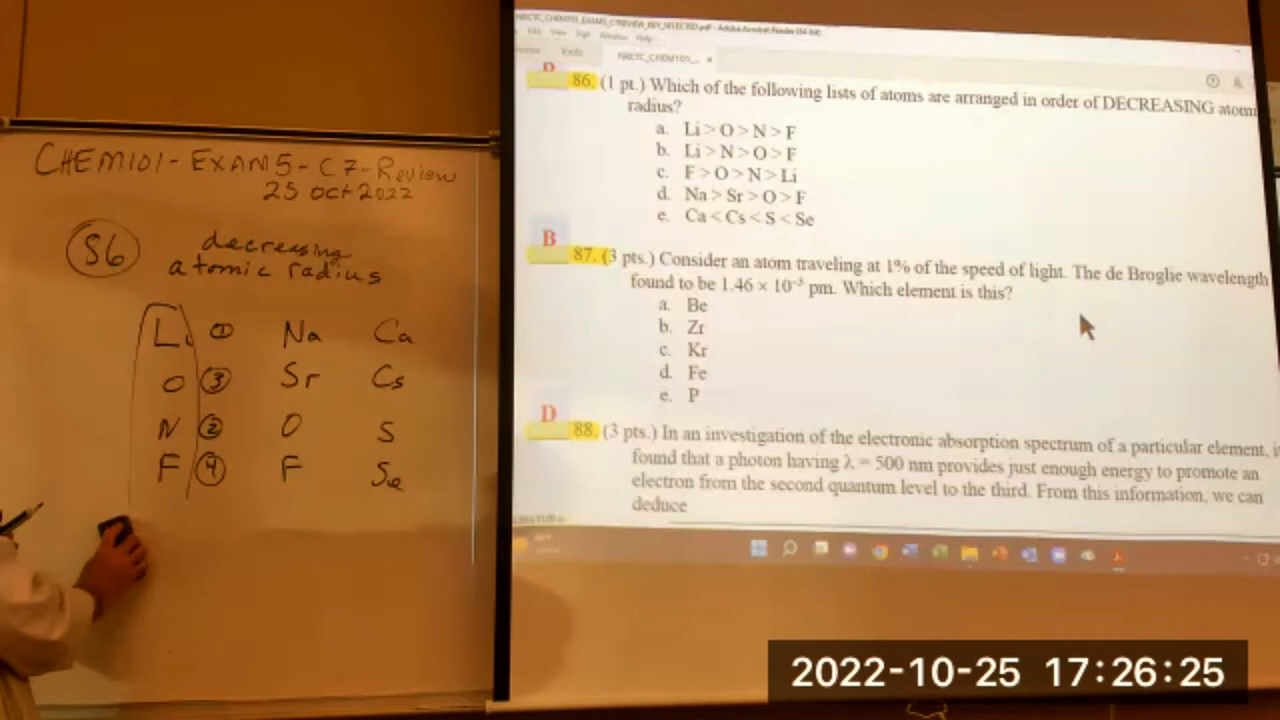 CHEM101 - EXAM 5 - C7 - Review
25 Oct 2022
86 decreasing
atomic radius
Li ① Na Ca
O ③ Sr Cs
N ② O S
F ④ F Se
Tools
D
86. (1 pt.) Which of the following lists of atoms are arranged in order of DECREASING atomi
radius?
a. Li > O > N > F
b. Li > N > O > F
c. F > O > N > Li
d. Na > Sr > O > F
e. Ca < Cs < S < Se
B
87. (3 pts.) Consider an atom traveling at 1% of the speed of light. The de Broglie wavelength
found to be 1.46 × 10⁻⁵ pm. Which element is this?
a. Be
b. Zr
c. Kr
d. Fe
e. P
D
88. (3 pts.) In an investigation of the electronic absorption spectrum of a particular element, i
found that a photon having λ = 500 nm provides just enough energy to promote an
electron from the second quantum level to the third. From this information, we can
deduce
2022-10-25 17:26:25